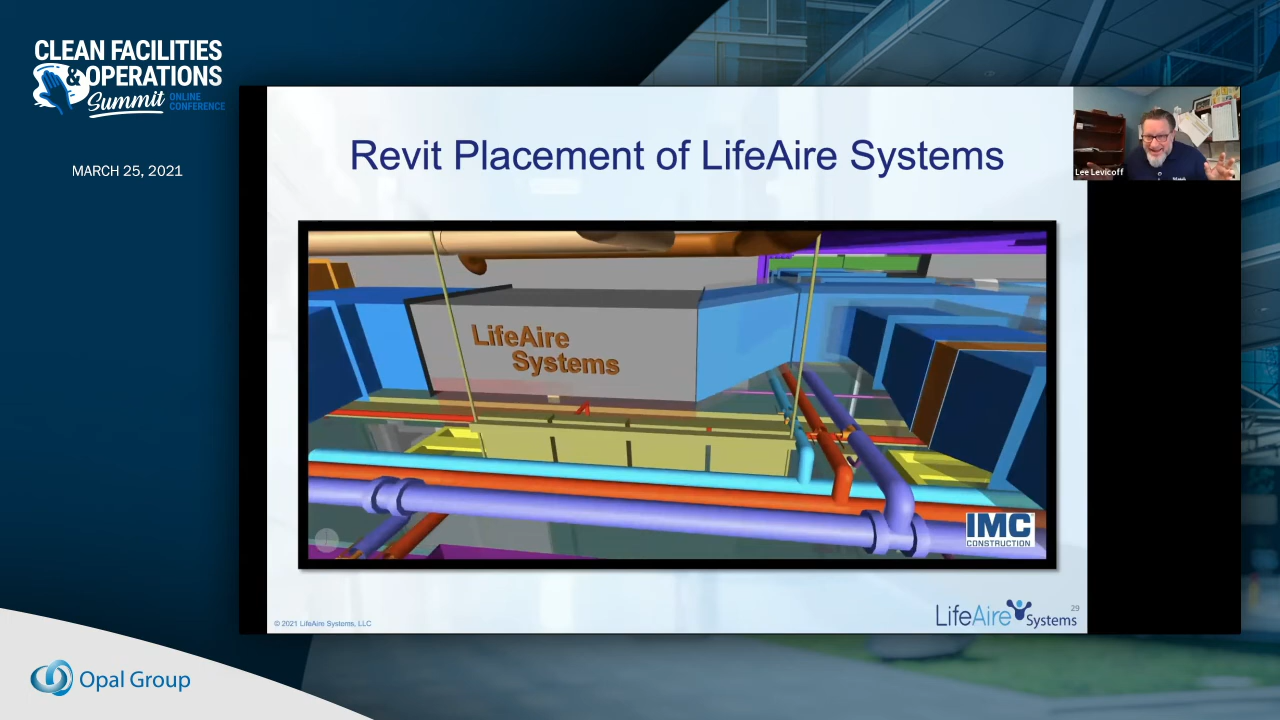 CLEAN FACILITIES
& OPERATIONS
Summit ONLINE
CONFERENCE
MARCH 25, 2021
Revit Placement of LifeAire Systems
Lee Levicoff
LifeAire
Systems
IMC
CONSTRUCTION
© 2021 LifeAire Systems, LLC
LifeAire Systems
29
Opal Group